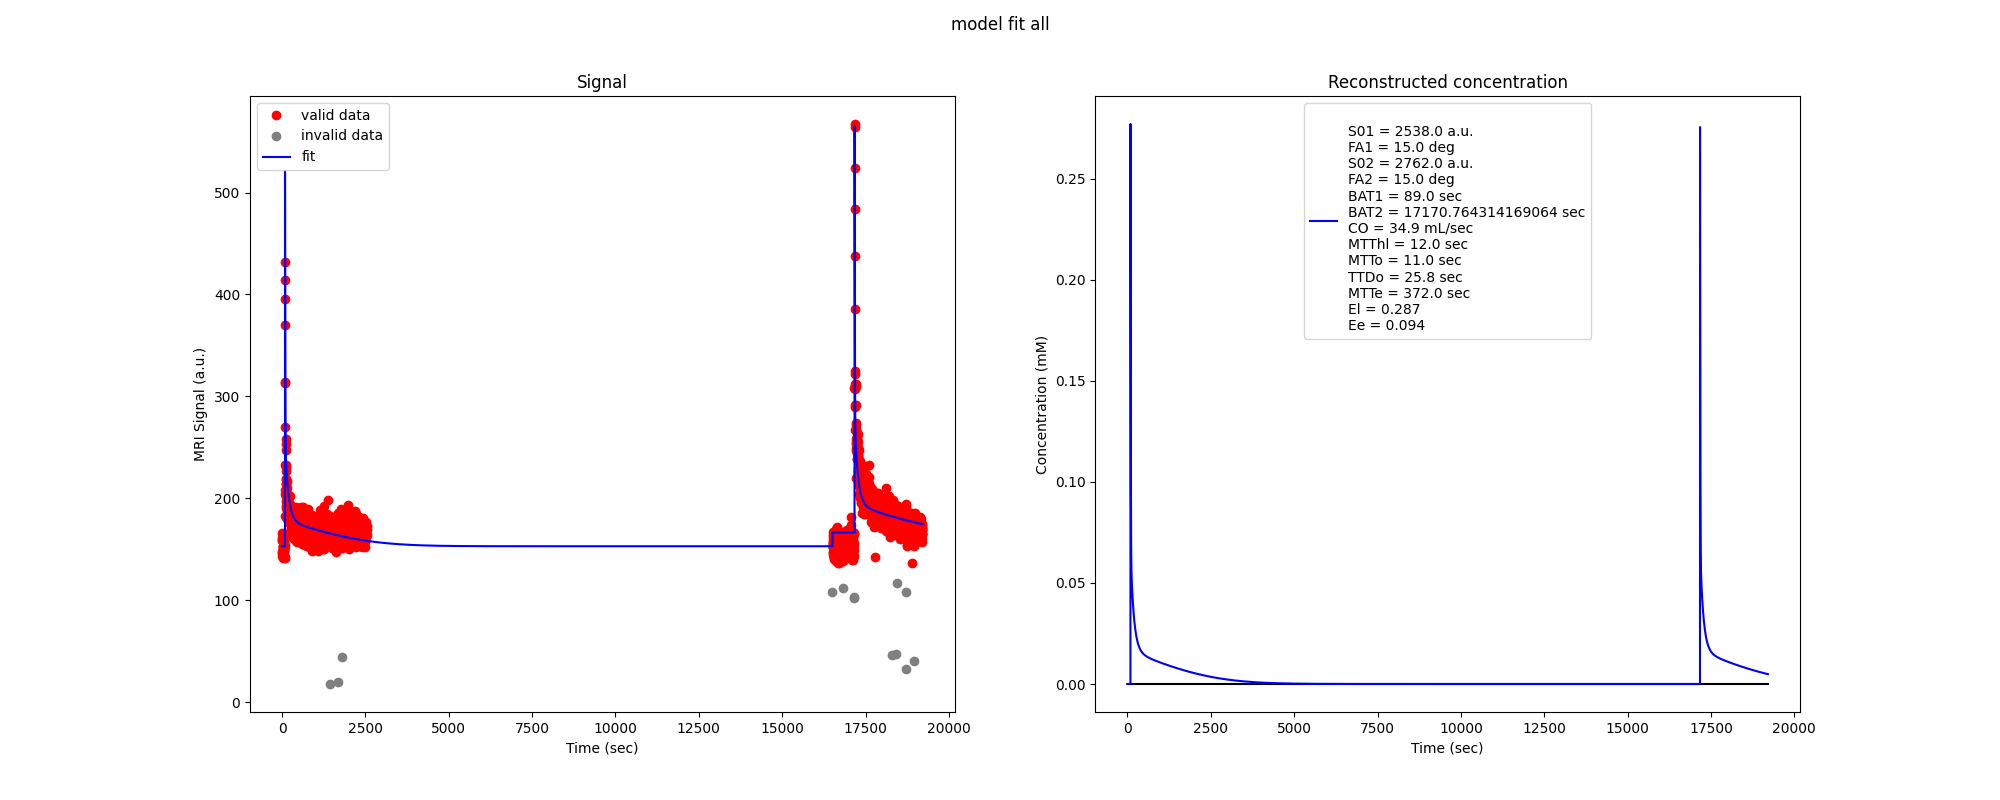 model fit all
Signal
valid data
invalid data
fit
MRI Signal (a.u.)
500
400
300
200
100
0
0 2500 5000 7500 10000 12500 15000 17500 20000
Time (sec)
Reconstructed concentration
S01 = 2538.0 a.u.
FA1 = 15.0 deg
S02 = 2762.0 a.u.
FA2 = 15.0 deg
BAT1 = 89.0 sec
BAT2 = 17170.764314169064 sec
CO = 34.9 mL/sec
MTThl = 12.0 sec
MTTo = 11.0 sec
TTDo = 25.8 sec
MTTe = 372.0 sec
El = 0.287
Ee = 0.094
Concentration (mM)
0.25
0.20
0.15
0.10
0.05
0.00
0 2500 5000 7500 10000 12500 15000 17500 20000
Time (sec)